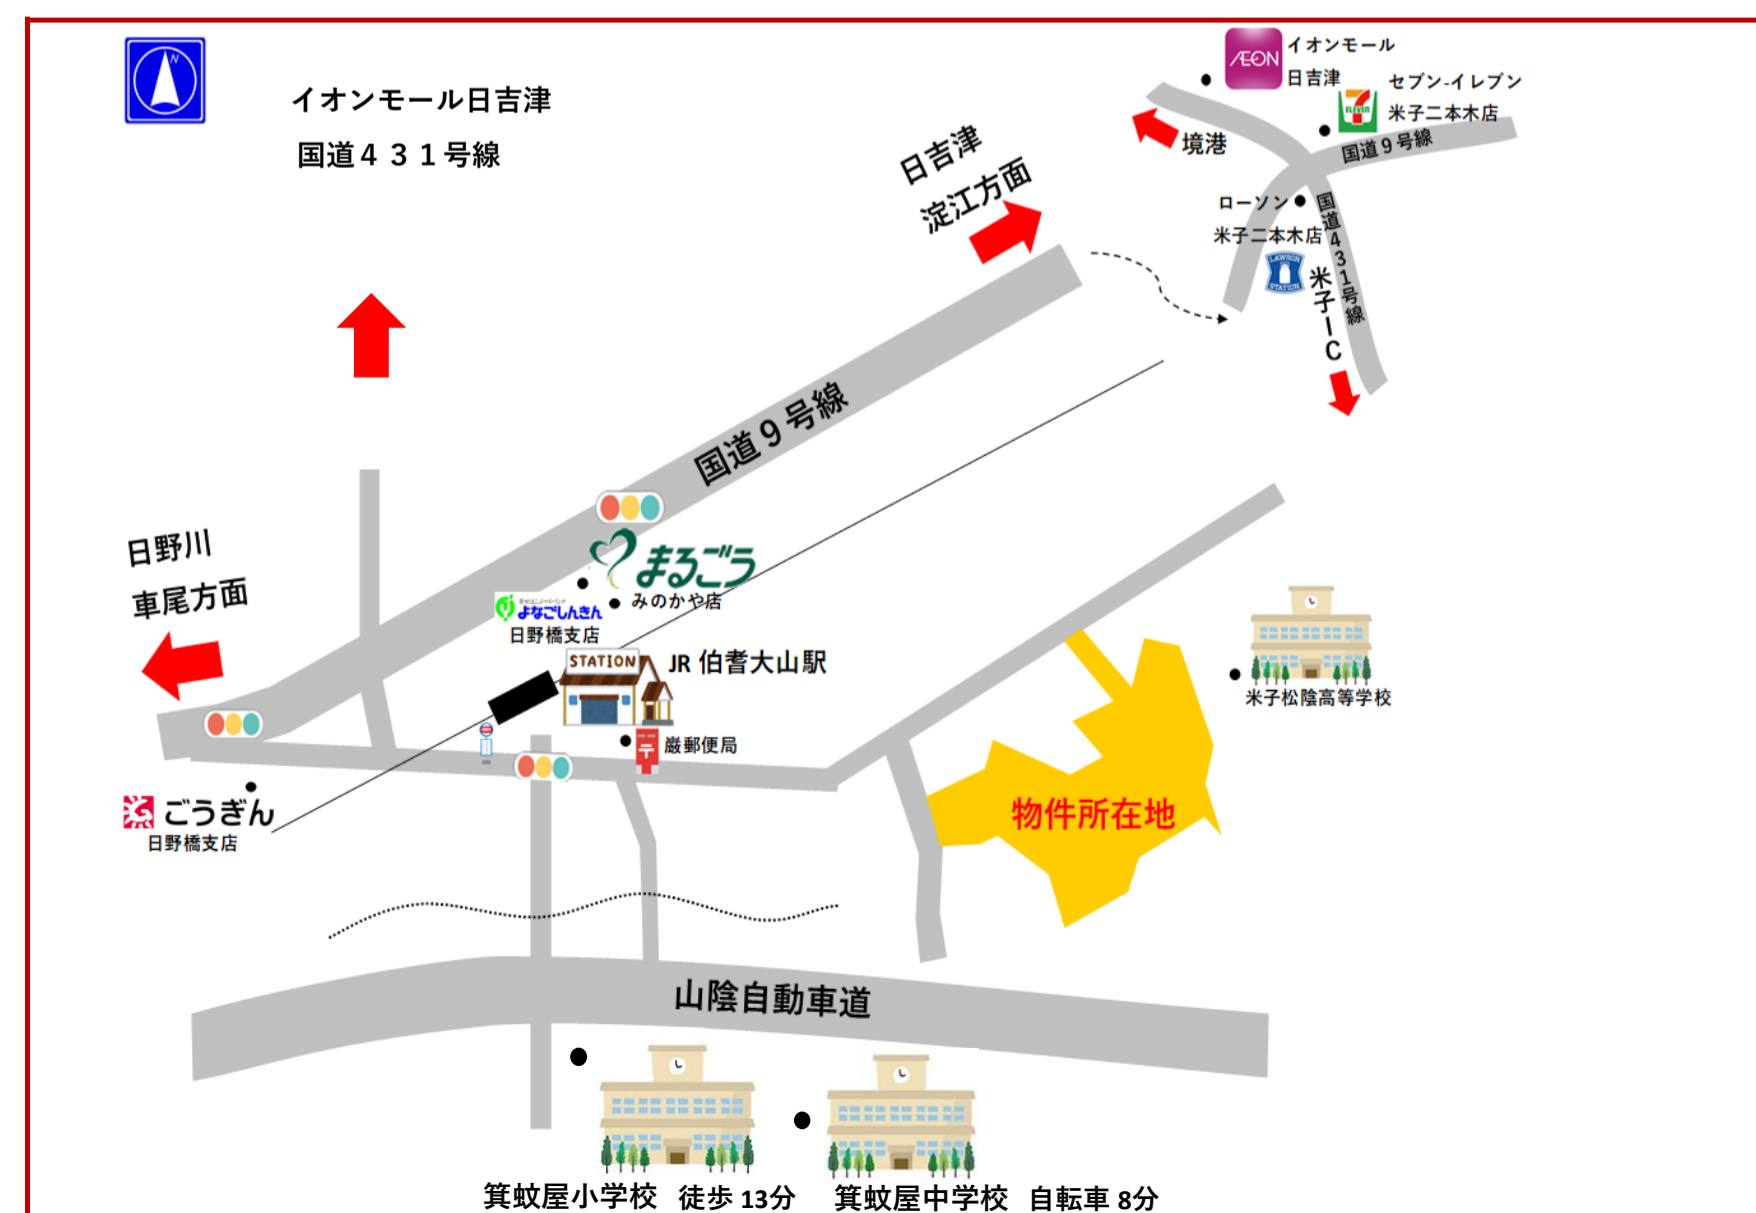 N
イオンモール日吉津
国道４３１号線
AEON
イオンモール
日吉津
セブン-イレブン
米子二本木店
ELEVEn
国道９号線
境港
ローソン
米子二本木店
国道４３１号線
LAWSON
STATION
米子ＩＣ
日吉津
淀江方面
国道９号線
日野川
車尾方面
まるごう
みのかや店
よなごしんきん
日野橋支店
STATION
JR 伯耆大山駅
巌郵便局
ごうぎん
日野橋支店
米子松陰高等学校
物件所在地
山陰自動車道
箕蚊屋小学校 徒歩 13分
箕蚊屋中学校 自転車 8分